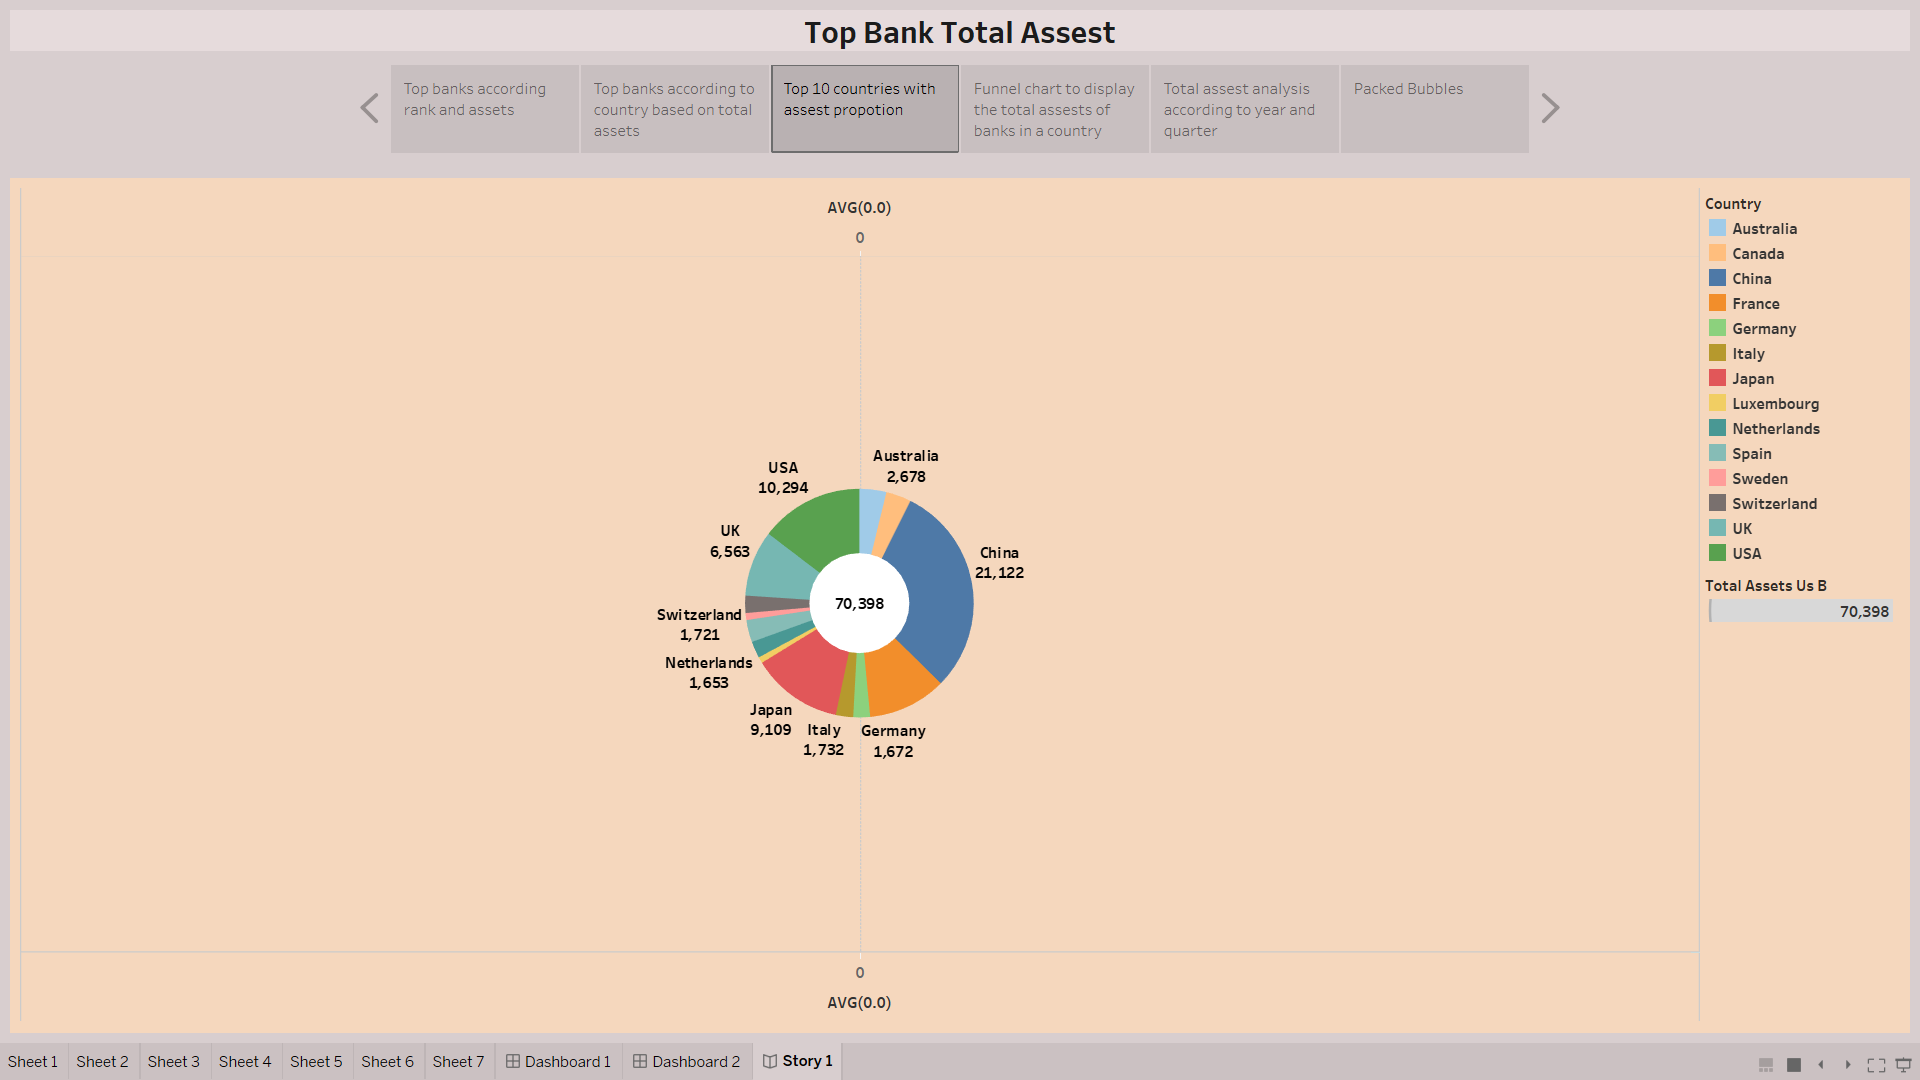 Top Bank Total Assest
Top banks according
rank and assets
Top banks according to
country based on total
assets
Top 10 countries with
assest propotion
Funnel chart to display
the total assests of
banks in a country
Total assest analysis
according to year and
quarter
Packed Bubbles
AVG(0.0)
0
Australia
2,678
USA
10,294
UK
6,563
China
21,122
70,398
Switzerland
1,721
Netherlands
1,653
Japan
9,109
Italy
1,732
Germany
1,672
0
AVG(0.0)
Country
Australia
Canada
China
France
Germany
Italy
Japan
Luxembourg
Netherlands
Spain
Sweden
Switzerland
UK
USA
Total Assets Us B
70,398
Sheet 1
Sheet 2
Sheet 3
Sheet 4
Sheet 5
Sheet 6
Sheet 7
Dashboard 1
Dashboard 2
Story 1